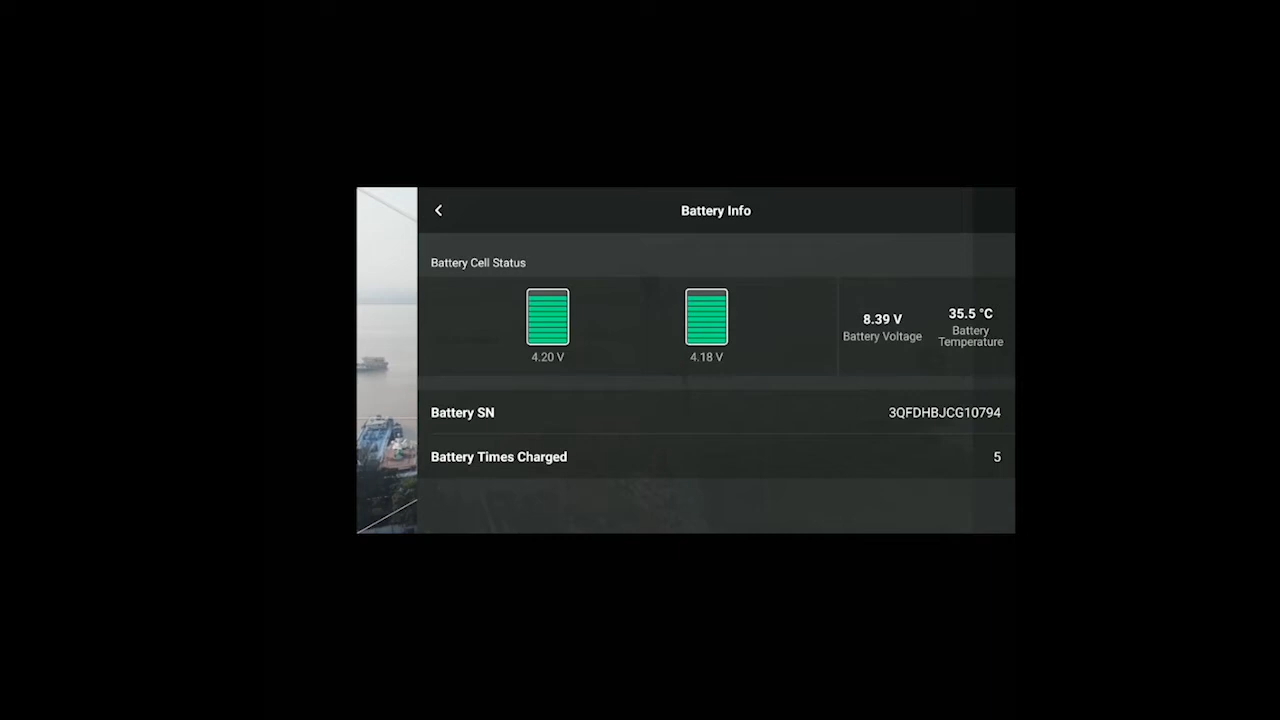 Battery Info
Battery Cell Status
4.20 V
4.18 V
8.39 V
Battery Voltage
35.5 °C
Battery
Temperature
Battery SN
3QFDHBJCG10794
Battery Times Charged
5